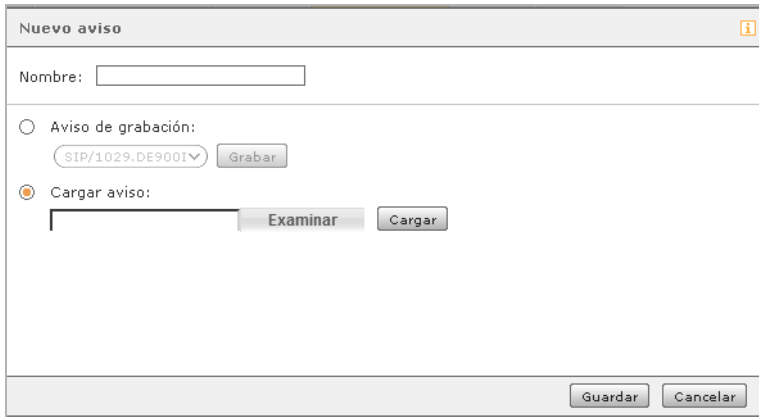 Nuevo aviso
Nombre:
Aviso de grabación:
SIP/1029.DE900I Grabar
Cargar aviso:
Examinar Cargar
Guardar Cancelar